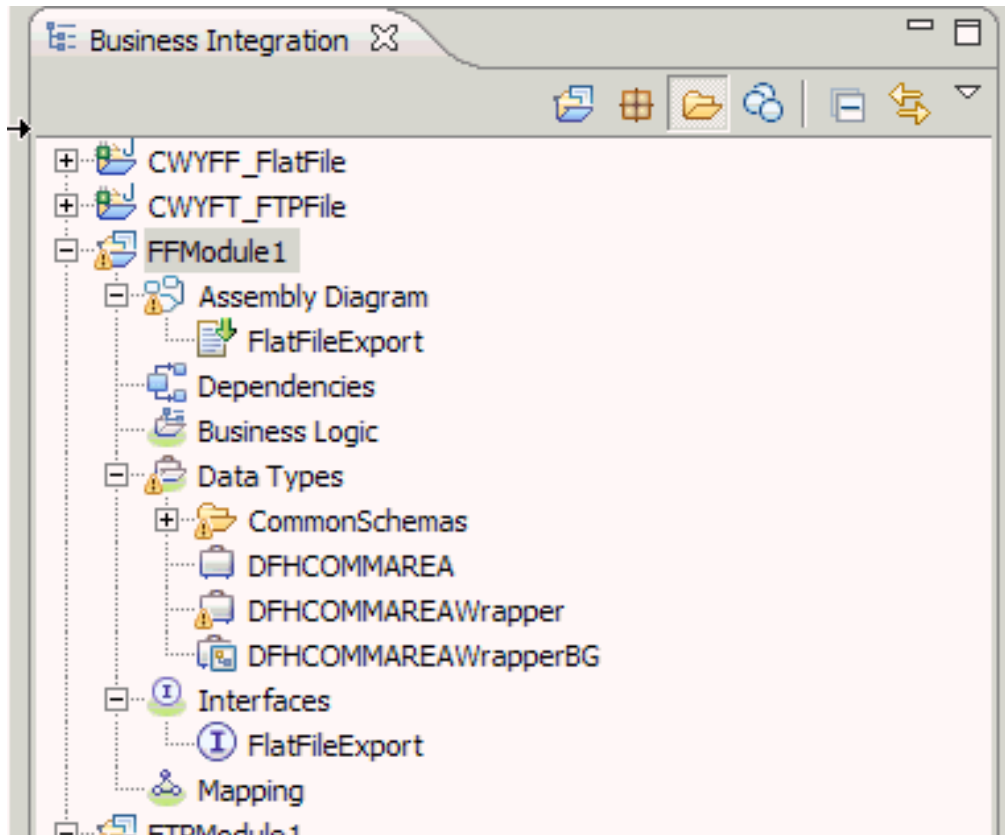 Business Integration
CWYFF_FlatFile
CWYFT_FTPFile
FFModule1
Assembly Diagram
FlatFileExport
Dependencies
Business Logic
Data Types
CommonSchemas
DFHCOMMAREA
DFHCOMMAREAWrapper
DFHCOMMAREAWrapperBG
Interfaces
FlatFileExport
Mapping
FTPModule1